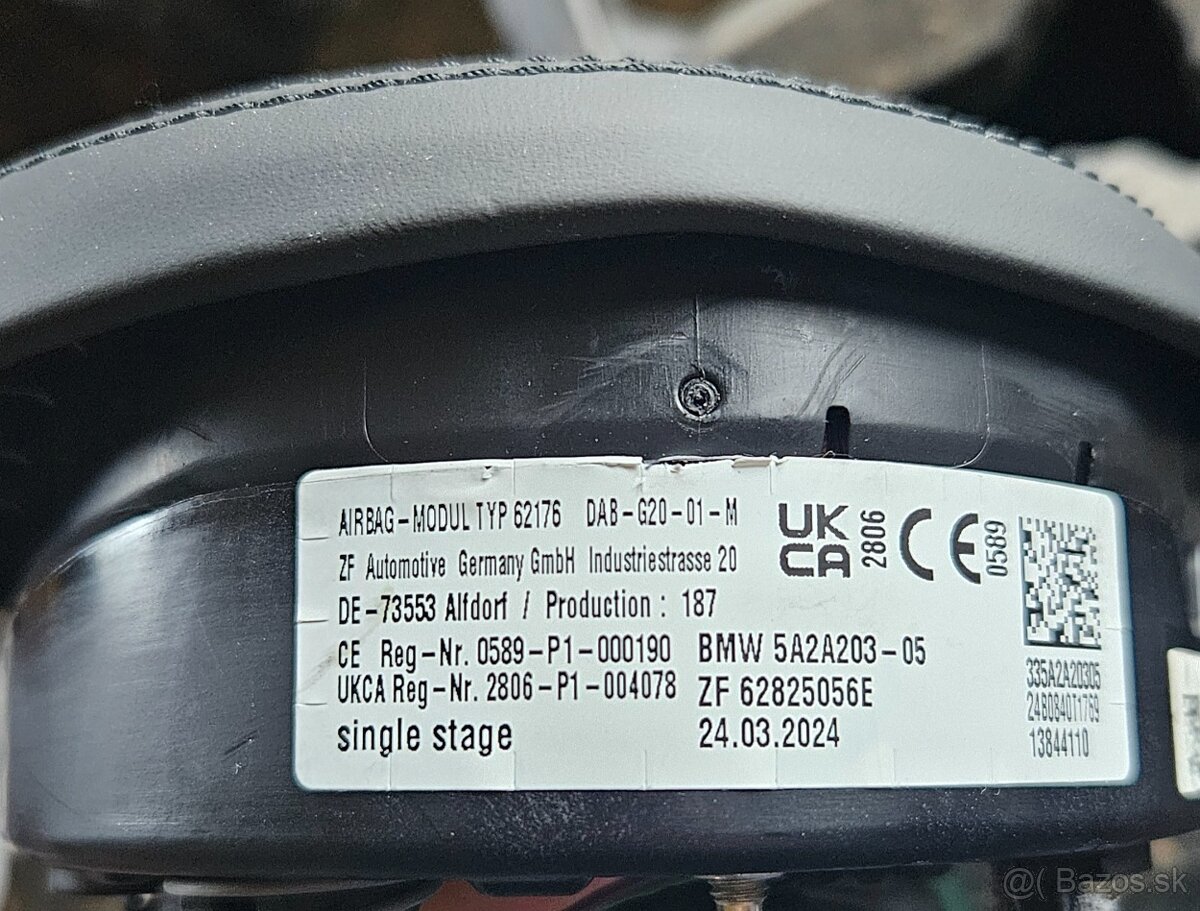 AIRBAG-MODUL TYP 62176 DAB-G20-01-M
ZF Automotive Germany GmbH Industriestrasse 20
DE-73553 Alfdorf / Production: 187
CE Reg-Nr. 0589-P1-000190 BMW 5A2A203-05
UKCA Reg-Nr. 2806-P1-004078 ZF 62825056E
single stage 24.03.2024
UK
CA
2806
CE
0589
335A2A20305
24B0840T1769
13844110
@( Bazos.sk